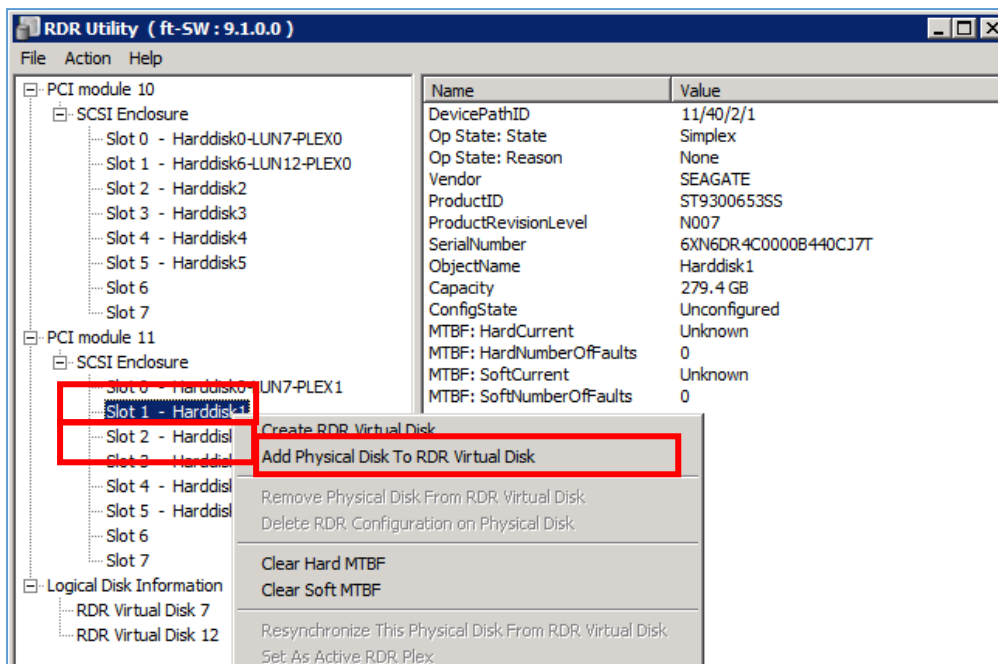 RDR Utility ( ft-SW : 9.1.0.0 )
File Action Help
PCI module 10
SCSI Enclosure
Slot 0 - Harddisk0-LUN7-PLEX0
Slot 1 - Harddisk6-LUN12-PLEX0
Slot 2 - Harddisk2
Slot 3 - Harddisk3
Slot 4 - Harddisk4
Slot 5 - Harddisk5
Slot 6
Slot 7
PCI module 11
SCSI Enclosure
Slot 0 - Harddisk0-LUN7-PLEX1
Slot 1 - Harddisk1
Slot 2 - Harddisl
Slot 3 - Harddisl
Slot 4 - Harddisl
Slot 5 - Harddisl
Slot 6
Slot 7
Logical Disk Information
RDR Virtual Disk 7
RDR Virtual Disk 12
Name Value
DevicePathID 11/40/2/1
Op State: State Simplex
Op State: Reason None
Vendor SEAGATE
ProductID ST9300653SS
ProductRevisionLevel N007
SerialNumber 6XN6DR4C0000B440CJ7T
ObjectName Harddisk1
Capacity 279.4 GB
ConfigState Unconfigured
MTBF: HardCurrent Unknown
MTBF: HardNumberOfFaults 0
MTBF: SoftCurrent Unknown
MTBF: SoftNumberOfFaults 0
Create RDR Virtual Disk
Add Physical Disk To RDR Virtual Disk
Remove Physical Disk From RDR Virtual Disk
Delete RDR Configuration on Physical Disk
Clear Hard MTBF
Clear Soft MTBF
Resynchronize This Physical Disk From RDR Virtual Disk
Set As Active RDR Plex